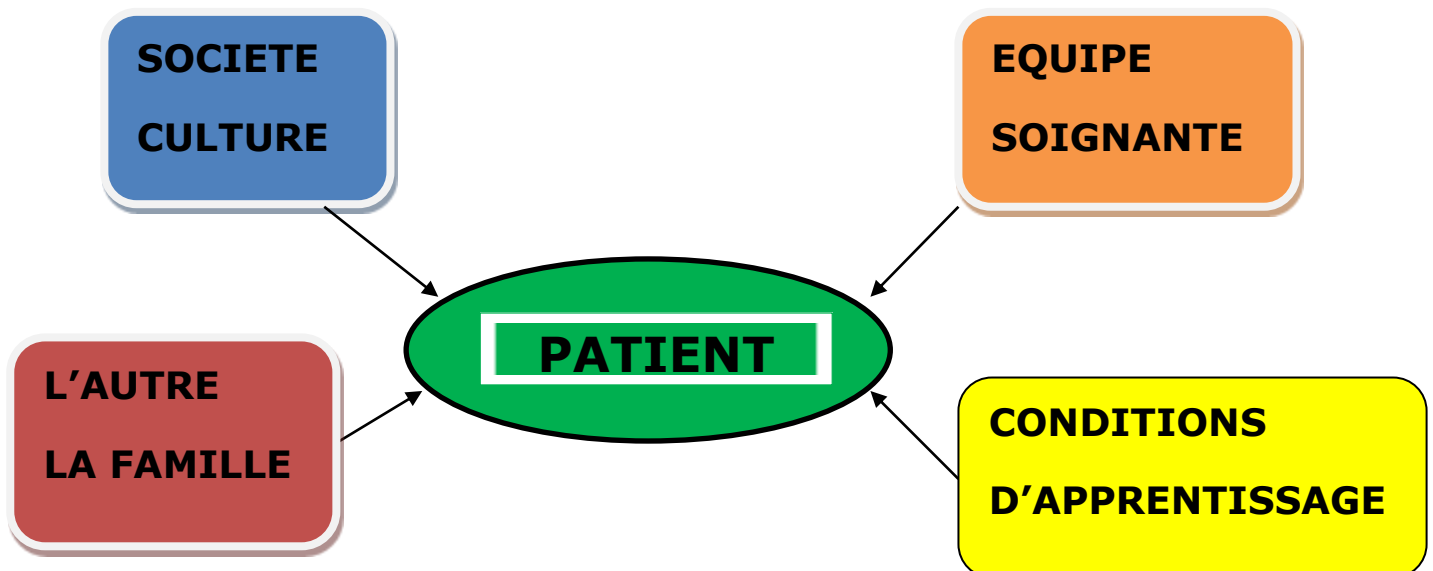 SOCIETE
CULTURE
EQUIPE
SOIGNANTE
PATIENT
L’AUTRE
LA FAMILLE
CONDITIONS
D’APPRENTISSAGE